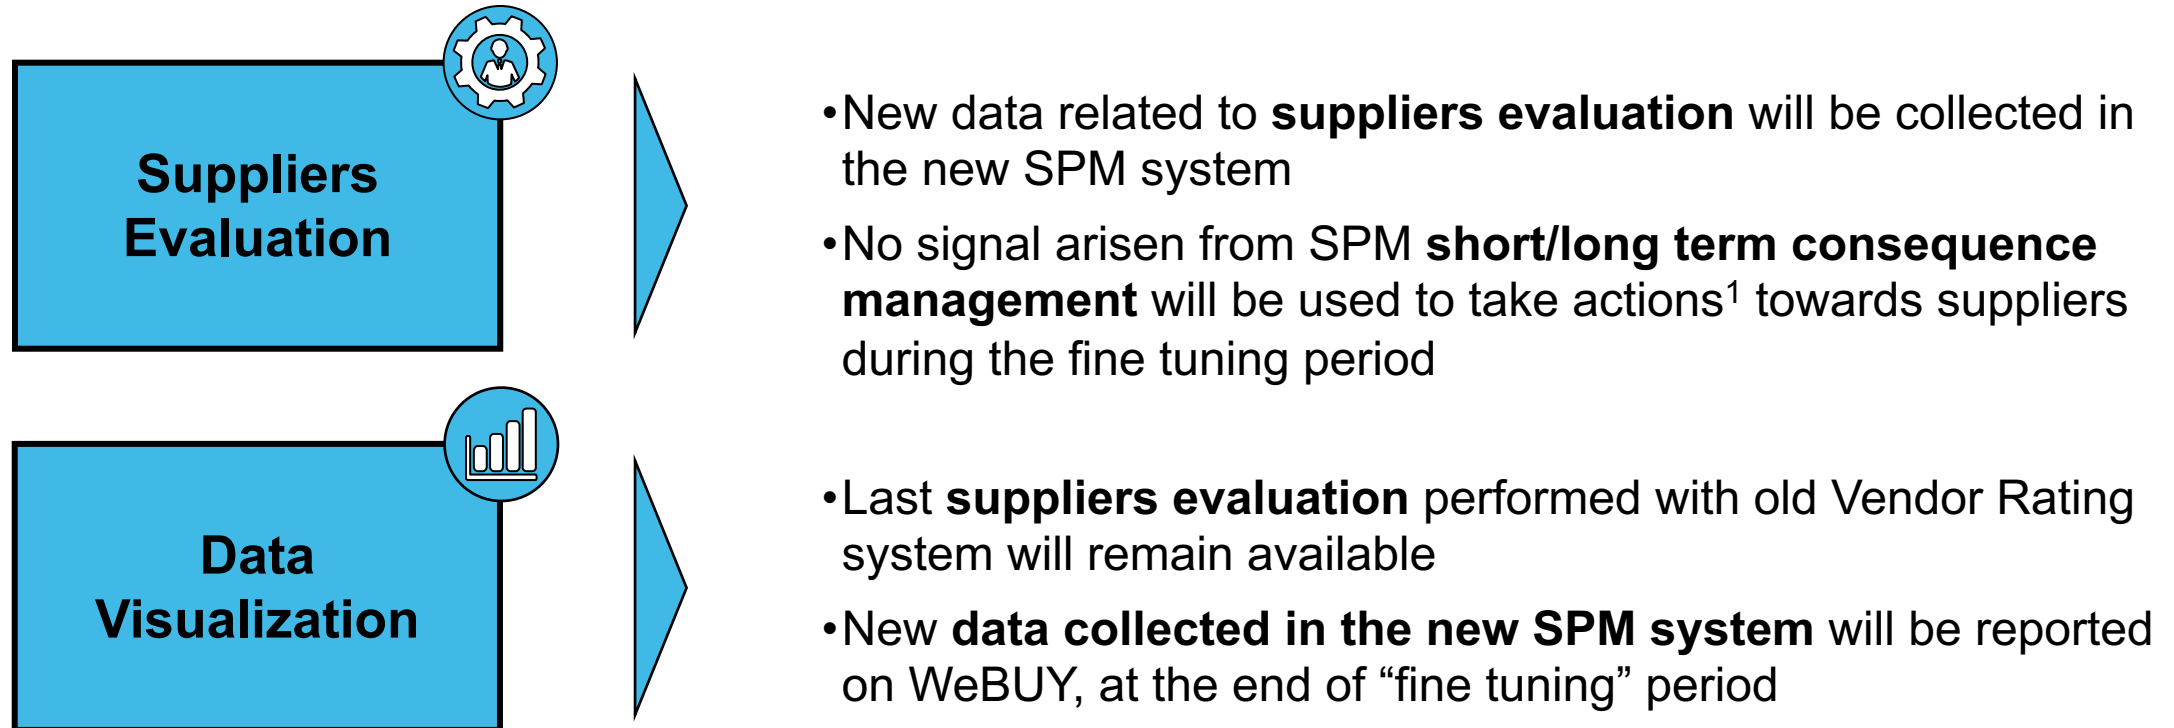 Suppliers
Evaluation
•New data related to suppliers evaluation will be collected in
the new SPM system
•No signal arisen from SPM short/long term consequence
management will be used to take actions¹ towards suppliers
during the fine tuning period
Data
Visualization
•Last suppliers evaluation performed with old Vendor Rating
system will remain available
•New data collected in the new SPM system will be reported
on WeBUY, at the end of “fine tuning” period